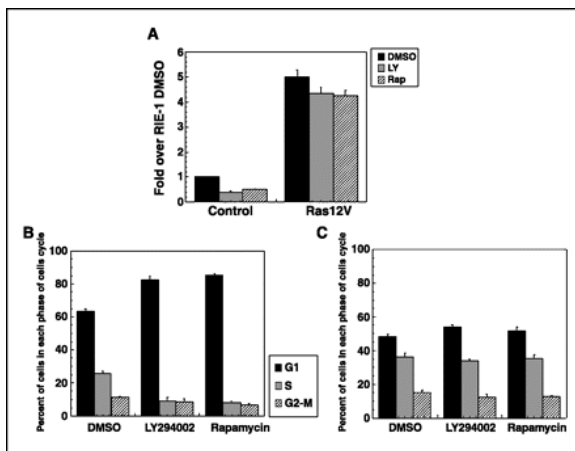 A
Fold over RIE-1 DMSO
6
5
4
3
2
1
0
Control
Ras12V
DMSO
LY
Rap
B
Percent of cells in each phase of cells cycle
100
80
60
40
20
0
DMSO
LY294002
Rapamycin
G1
S
G2-M
C
Percent of cells in each phase of cells cycle
100
80
60
40
20
0
DMSO
LY294002
Rapamycin